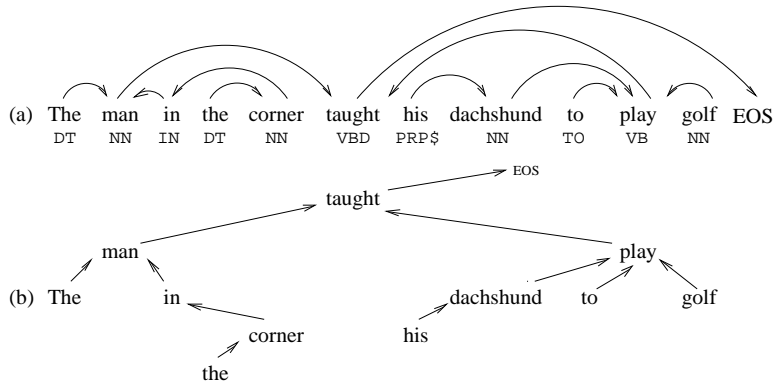 (a) The man in the corner taught his dachshund to play golf EOS
DT NN IN DT NN VBD PRP$ NN TO VB NN
EOS
taught
man play
(b) The in dachshund to golf
corner his
the